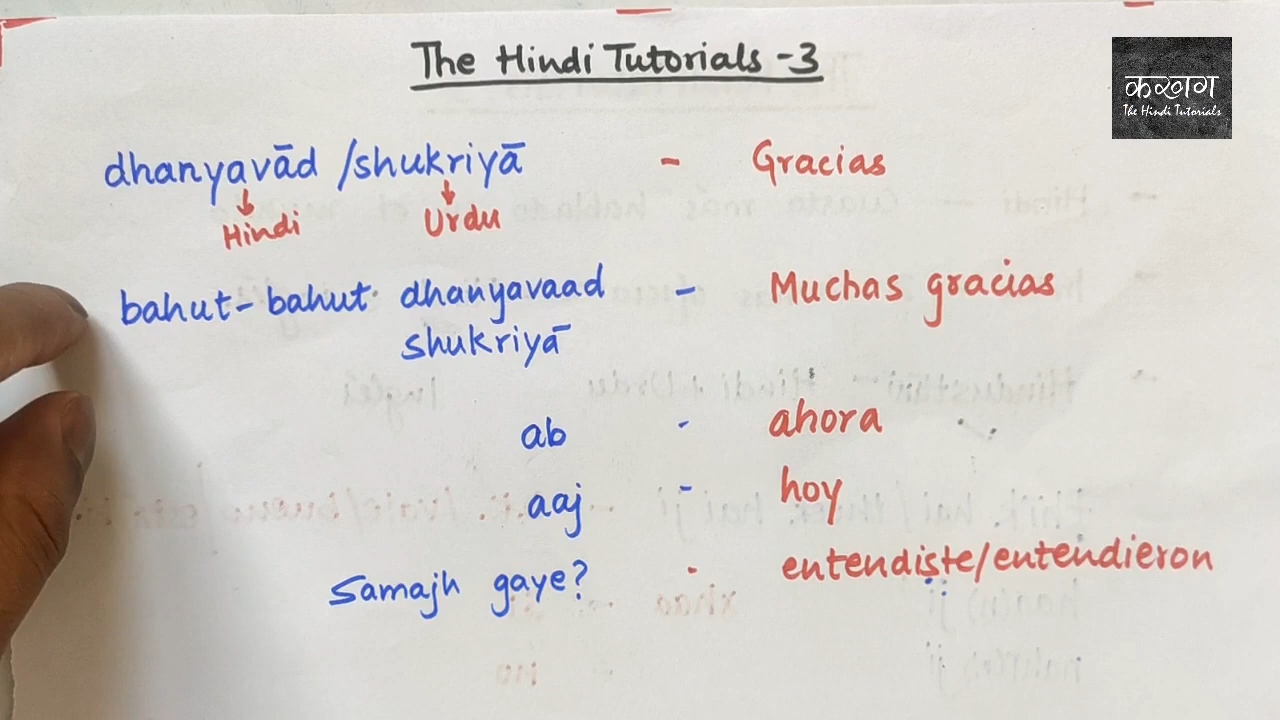 The Hindi Tutorials -3
करवग
The Hindi Tutorials
dhanyavād /shukriyā - Gracias
Hindi Urdu
bahut-bahut dhanyavaad - Muchas gracias
shukriyā
ab - ahora
aaj - hoy
Samajh gaye? - entendiste/entendieron